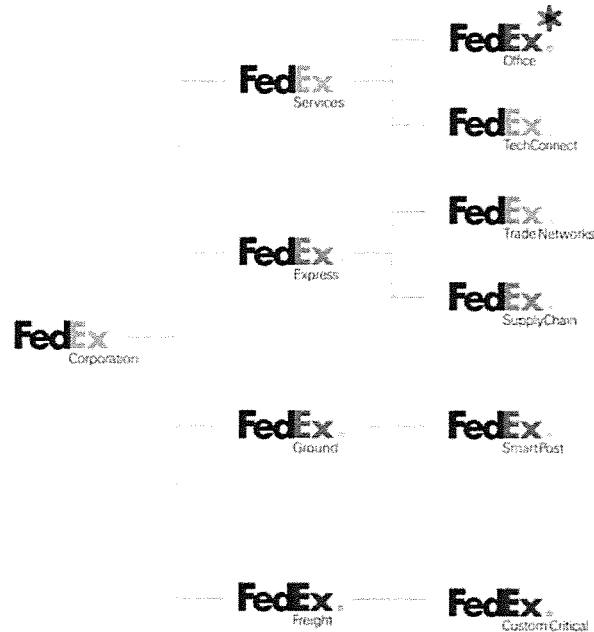 FedEx®
Office
FedEx
Services
FedEx
TechConnect
FedEx
Trade Networks
FedEx
Express
FedEx
SupplyChain
FedEx
Corporation
FedEx®
Ground
FedEx®
SmartPost
FedEx®
Freight
FedEx®
Custom Critical